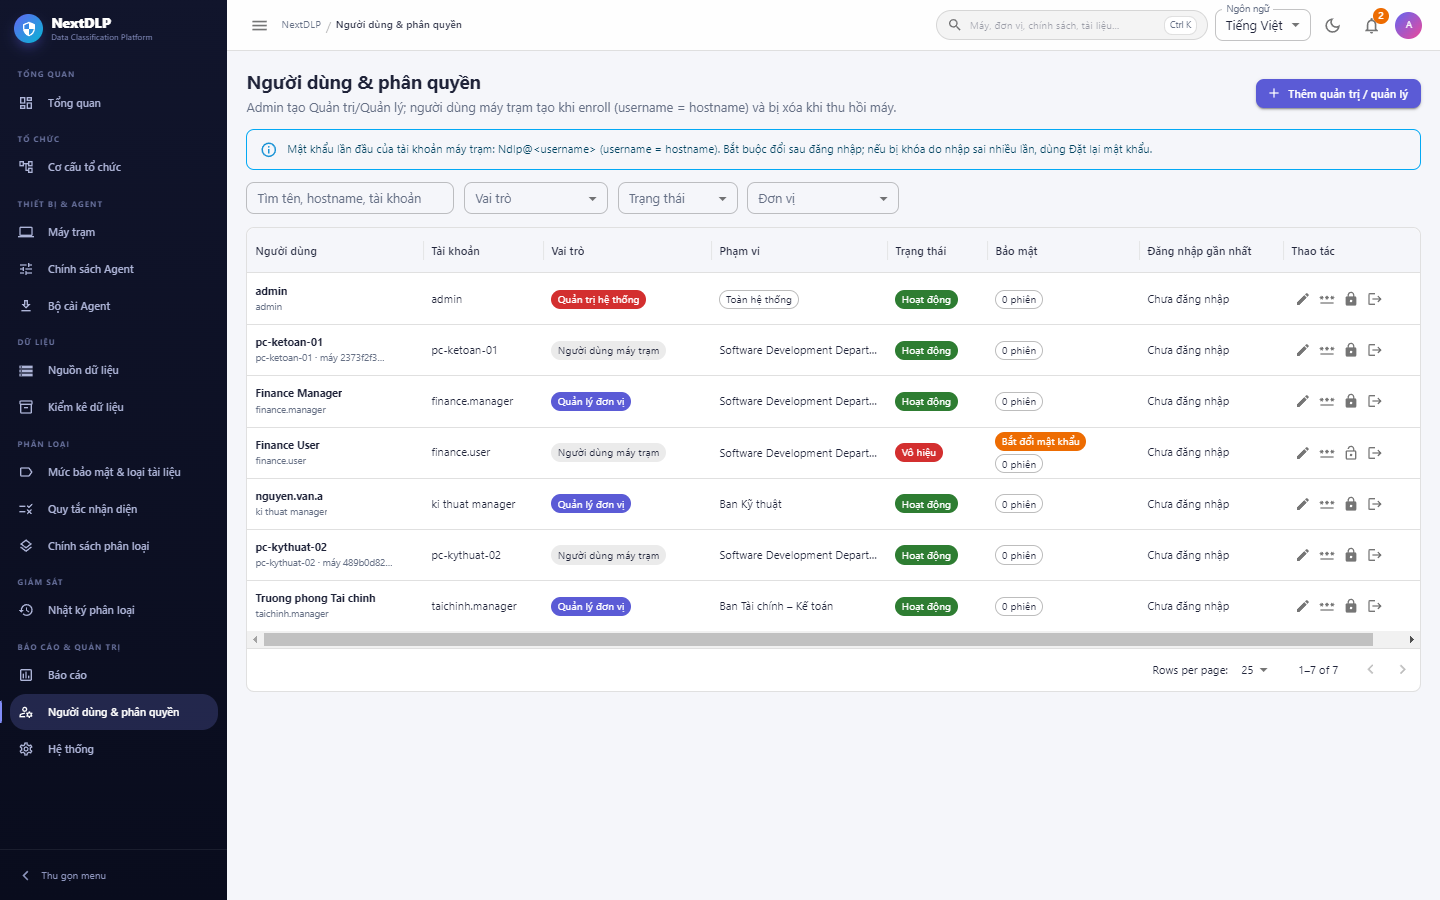 NextDLP
Data Classification Platform
TỔNG QUAN
Tổng quan
TỔ CHỨC
Cơ cấu tổ chức
THIẾT BỊ & AGENT
Máy trạm
Chính sách Agent
Bộ cài Agent
DỮ LIỆU
Nguồn dữ liệu
Kiểm kê dữ liệu
PHÂN LOẠI
Mức bảo mật & loại tài liệu
Quy tắc nhận diện
Chính sách phân loại
GIÁM SÁT
Nhật ký phân loại
BÁO CÁO & QUẢN TRỊ
Báo cáo
Người dùng & phân quyền
Hệ thống
Thu gọn menu
NextDLP / Người dùng & phân quyền
Máy, đơn vị, chính sách, tài liệu... Ctrl K
Ngôn ngữ
Tiếng Việt
2
A
Người dùng & phân quyền
Admin tạo Quản trị/Quản lý; người dùng máy trạm tạo khi enroll (username = hostname) và bị xóa khi thu hồi máy.
Thêm quản trị / quản lý
Mật khẩu lần đầu của tài khoản máy trạm: Ndlp@<username> (username = hostname). Bắt buộc đổi sau đăng nhập; nếu bị khóa do nhập sai nhiều lần, dùng Đặt lại mật khẩu.
Tìm tên, hostname, tài khoản
Vai trò
Trạng thái
Đơn vị
Người dùng Tài khoản Vai trò Phạm vi Trạng thái Bảo mật Đăng nhập gần nhất Thao tác
admin
admin
admin Quản trị hệ thống Toàn hệ thống Hoạt động 0 phiên Chưa đăng nhập
pc-ketoan-01
pc-ketoan-01 · máy 2373f2f3...
pc-ketoan-01 Người dùng máy trạm Software Development Depart... Hoạt động 0 phiên Chưa đăng nhập
Finance Manager
finance.manager
finance.manager Quản lý đơn vị Software Development Depart... Hoạt động 0 phiên Chưa đăng nhập
Finance User
finance.user
finance.user Người dùng máy trạm Software Development Depart... Vô hiệu Bắt đổi mật khẩu
0 phiên
Chưa đăng nhập
nguyen.van.a
ki thuat manager
ki thuat manager Quản lý đơn vị Ban Kỹ thuật Hoạt động 0 phiên Chưa đăng nhập
pc-kythuat-02
pc-kythuat-02 · máy 489b0d82...
pc-kythuat-02 Người dùng máy trạm Software Development Depart... Hoạt động 0 phiên Chưa đăng nhập
Truong phong Tai chinh
taichinh.manager
taichinh.manager Quản lý đơn vị Ban Tài chính – Kế toán Hoạt động 0 phiên Chưa đăng nhập
Rows per page: 25 1–7 of 7